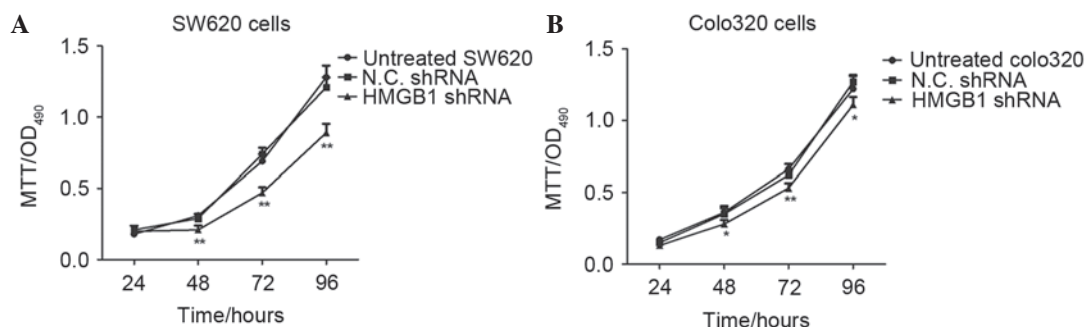 A
SW620 cells
1.5
1.0
0.5
0.0
MTT/OD490
Untreated SW620
N.C. shRNA
HMGB1 shRNA
**
**
**
24 48 72 96
Time/hours
B
Colo320 cells
1.5
1.0
0.5
0.0
MTT/OD490
Untreated colo320
N.C. shRNA
HMGB1 shRNA
*
**
*
24 48 72 96
Time/hours